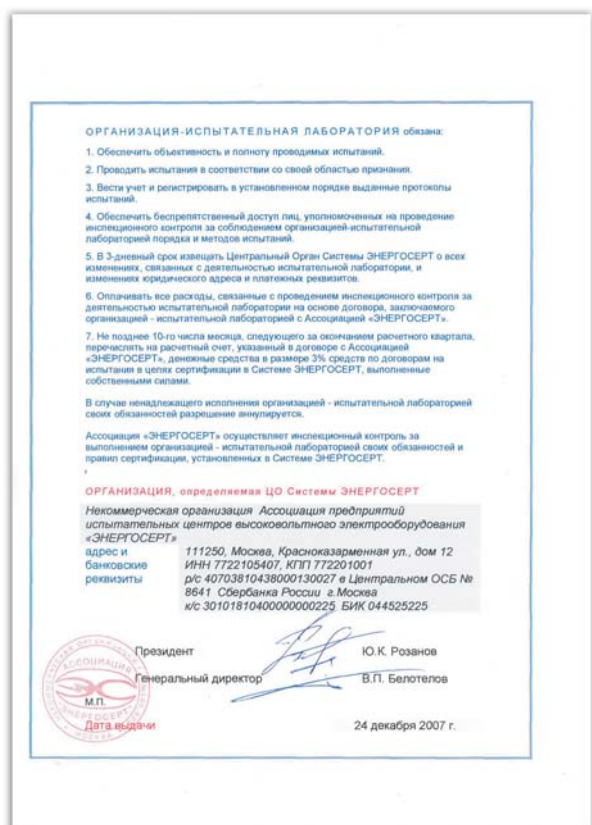 ОРГАНИЗАЦИЯ-ИСПЫТАТЕЛЬНАЯ ЛАБОРАТОРИЯ обязана:
1. Обеспечить объективность и полноту проводимых испытаний.
2. Проводить испытания в соответствии со своей областью признания.
3. Вести учет и регистрировать в установленном порядке выданные протоколы
испытаний.
4. Обеспечить беспрепятственный доступ лиц, уполномоченных на проведение
инспекционного контроля за соблюдением организацией-испытательной
лабораторией порядка и методов испытаний.
5. В 3-дневный срок извещать Центральный Орган Системы ЭНЕРГОСЕРТ о всех
изменениях, связанных с деятельностью испытательной лаборатории, и
изменениях юридического адреса и платежных реквизитов.
6. Оплачивать все расходы, связанные с проведением инспекционного контроля за
деятельностью испытательной лаборатории на основе договора, заключаемого
организацией - испытательной лабораторией с Ассоциацией «ЭНЕРГОСЕРТ».
7. Не позднее 10-го числа месяца, следующего за окончанием расчетного квартала,
перечислять на расчетный счет, указанный в договоре с Ассоциацией
«ЭНЕРГОСЕРТ», денежные средства в размере 3% средств по договорам на
испытания в целях сертификации в Системе ЭНЕРГОСЕРТ, выполненные
собственными силами.
В случае ненадлежащего исполнения организацией - испытательной лабораторией
своих обязанностей разрешение аннулируется.
Ассоциация «ЭНЕРГОСЕРТ» осуществляет инспекционный контроль за
выполнением организацией - испытательной лабораторией своих обязанностей и
правил сертификации, установленных в Системе ЭНЕРГОСЕРТ.
ОРГАНИЗАЦИЯ, определяемая ЦО Системы ЭНЕРГОСЕРТ
Некоммерческая организация Ассоциация предприятий
испытательных центров высоковольтного электрооборудования
«ЭНЕРГОСЕРТ»
адрес и 111250, Москва, Красноказарменная ул., дом 12
банковские ИНН 7722105407, КПП 772201001
реквизиты р/с 40703810438000130027 в Центральном ОСБ №
8641 Сбербанка России г.Москва
к/с 30101810400000000225 БИК 044525225
Президент Ю.К. Розанов
Генеральный директор В.П. Белотелов
М.П.
АССОЦИАЦИЯ
ЭНЕРГОСЕРТ
МОСКВА
Дата выдачи 24 декабря 2007 г.